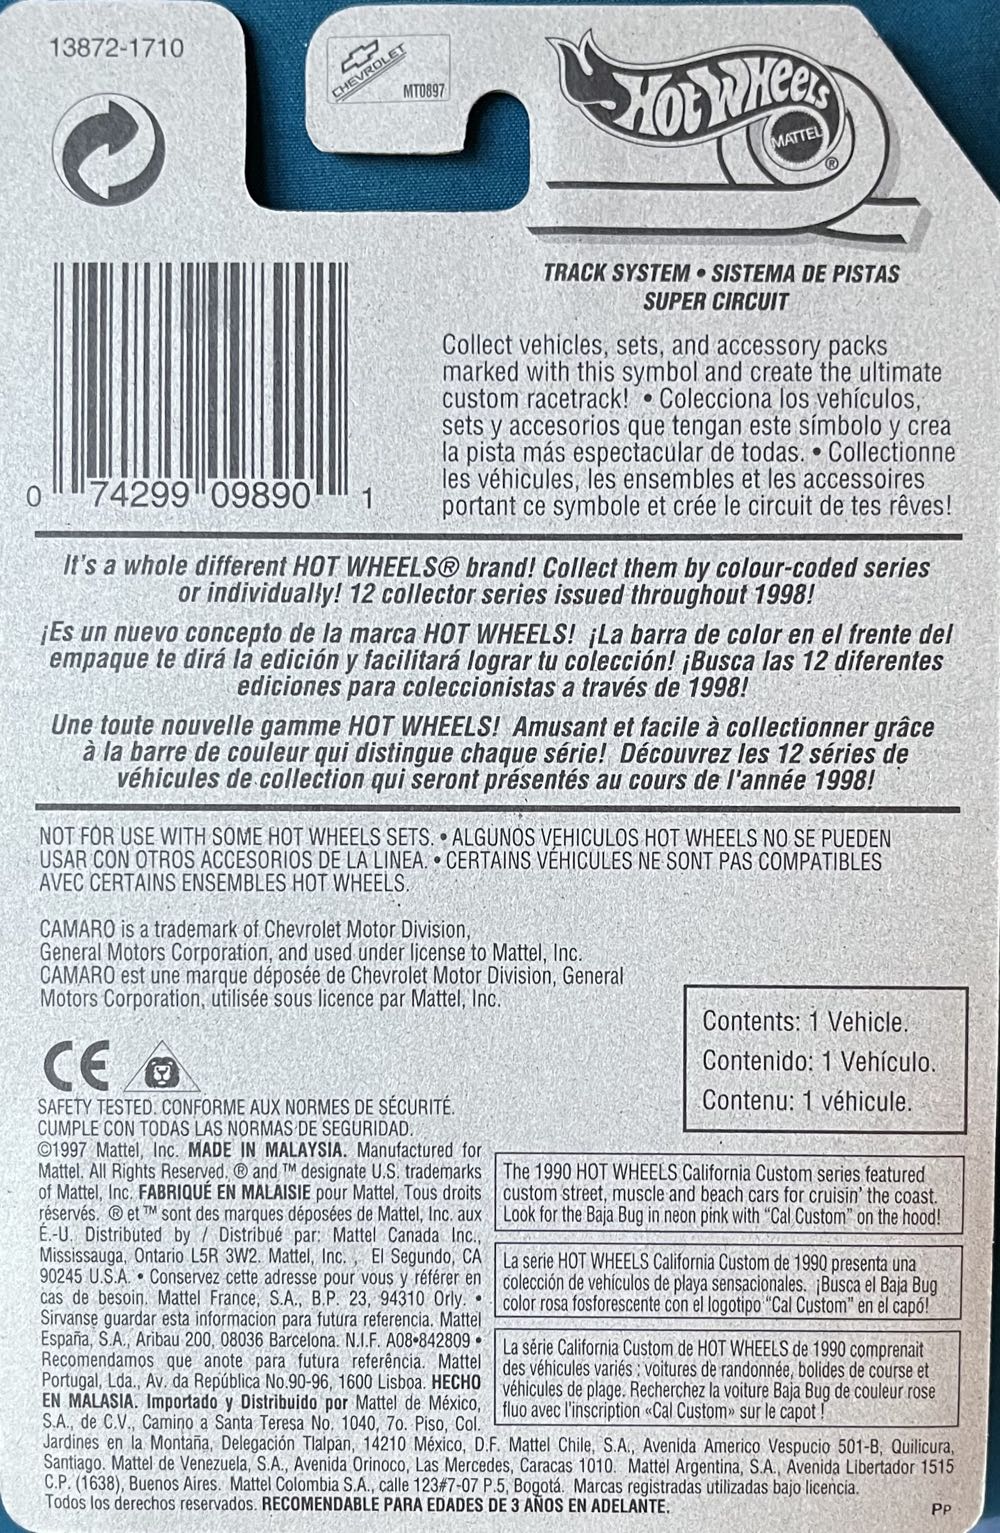 13872-1710
CHEVROLET
MT0897
HOT WHEELS
MATTEL
®
TRACK SYSTEM • SISTEMA DE PISTAS
SUPER CIRCUIT
Collect vehicles, sets, and accessory packs
marked with this symbol and create the ultimate
custom racetrack! • Colecciona los vehículos,
sets y accesorios que tengan este símbolo y crea
la pista más espectacular de todas. • Collectionne
les véhicules, les ensembles et les accessoires
portant ce symbole et crée le circuit de tes rêves!
0 74299 09890 1
It's a whole different HOT WHEELS® brand! Collect them by colour-coded series
or individually! 12 collector series issued throughout 1998!
¡Es un nuevo concepto de la marca HOT WHEELS! ¡La barra de color en el frente del
empaque te dirá la edición y facilitará lograr tu colección! ¡Busca las 12 diferentes
ediciones para coleccionistas a través de 1998!
Une toute nouvelle gamme HOT WHEELS! Amusant et facile à collectionner grâce
à la barre de couleur qui distingue chaque série! Découvrez les 12 séries de
véhicules de collection qui seront présentés au cours de l'année 1998!
NOT FOR USE WITH SOME HOT WHEELS SETS. • ALGUNOS VEHICULOS HOT WHEELS NO SE PUEDEN
USAR CON OTROS ACCESORIOS DE LA LINEA. • CERTAINS VÉHICULES NE SONT PAS COMPATIBLES
AVEC CERTAINS ENSEMBLES HOT WHEELS.
CAMARO is a trademark of Chevrolet Motor Division,
General Motors Corporation, and used under license to Mattel, Inc.
CAMARO est une marque déposée de Chevrolet Motor Division, General
Motors Corporation, utilisée sous licence par Mattel, Inc.
Contents: 1 Vehicle.
Contenido: 1 Vehículo.
Contenu: 1 véhicule.
CE
SAFETY TESTED. CONFORME AUX NORMES DE SÉCURITÉ.
CUMPLE CON TODAS LAS NORMAS DE SEGURIDAD.
©1997 Mattel, Inc. MADE IN MALAYSIA. Manufactured for
Mattel. All Rights Reserved. ® and ™ designate U.S. trademarks
of Mattel, Inc. FABRIQUÉ EN MALAISIE pour Mattel. Tous droits
réservés. ® et ™ sont des marques déposées de Mattel, Inc. aux
É.-U. Distributed by / Distribué par: Mattel Canada Inc.,
Mississauga, Ontario L5R 3W2. Mattel, Inc. , El Segundo, CA
90245 U.S.A. • Conservez cette adresse pour vous y référer en
cas de besoin. Mattel France, S.A., B.P. 23, 94310 Orly. •
Sirvanse guardar esta informacion para futura referencia. Mattel
España, S.A., Aribau 200, 08036 Barcelona. N.I.F. A08•842809 •
Recomendamos que anote para futura referência. Mattel
Portugal, Lda., Av. da República No.90-96, 1600 Lisboa. HECHO
EN MALASIA. Importado y Distribuido por Mattel de México,
S.A., de C.V., Camino a Santa Teresa No. 1040, 7o. Piso, Col.
Jardines en la Montaña, Delegación Tlalpan, 14210 México, D.F. Mattel Chile, S.A., Avenida Americo Vespucio 501-B, Quilicura,
Santiago. Mattel de Venezuela, S.A., Avenida Orinoco, Las Mercedes, Caracas 1010. Mattel Argentina, S.A., Avenida Libertador 1515
C.P. (1638), Buenos Aires. Mattel Colombia S.A., calle 123#7-07 P.5, Bogotá. Marcas registradas utilizadas bajo licencia.
Todos los derechos reservados. RECOMENDABLE PARA EDADES DE 3 AÑOS EN ADELANTE.
The 1990 HOT WHEELS California Custom series featured
custom street, muscle and beach cars for cruisin' the coast.
Look for the Baja Bug in neon pink with “Cal Custom” on the hood!
La serie HOT WHEELS California Custom de 1990 presenta una
colección de vehículos de playa sensacionales. ¡Busca el Baja Bug
color rosa fosforescente con el logotipo “Cal Custom” en el capó!
La série California Custom de HOT WHEELS de 1990 comprenait
des véhicules variés : voitures de randonnée, bolides de course et
véhicules de plage. Recherchez la voiture Baja Bug de couleur rose
fluo avec l'inscription «Cal Custom» sur le capot !
PP